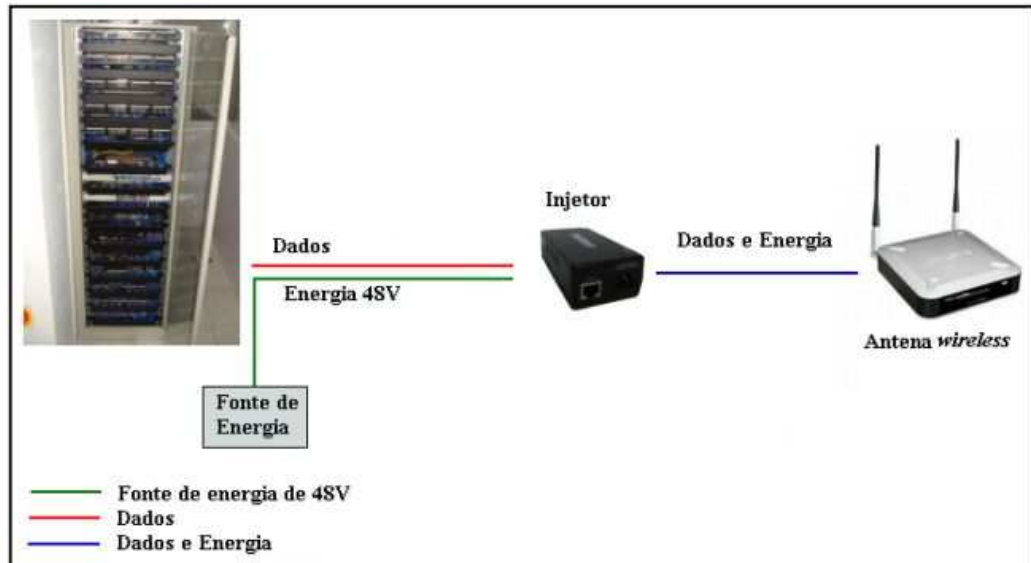 Injetor
Dados
Dados e Energia
Energia 48V
Antena wireless
Fonte de
Energia
Fonte de energia de 48V
Dados
Dados e Energia